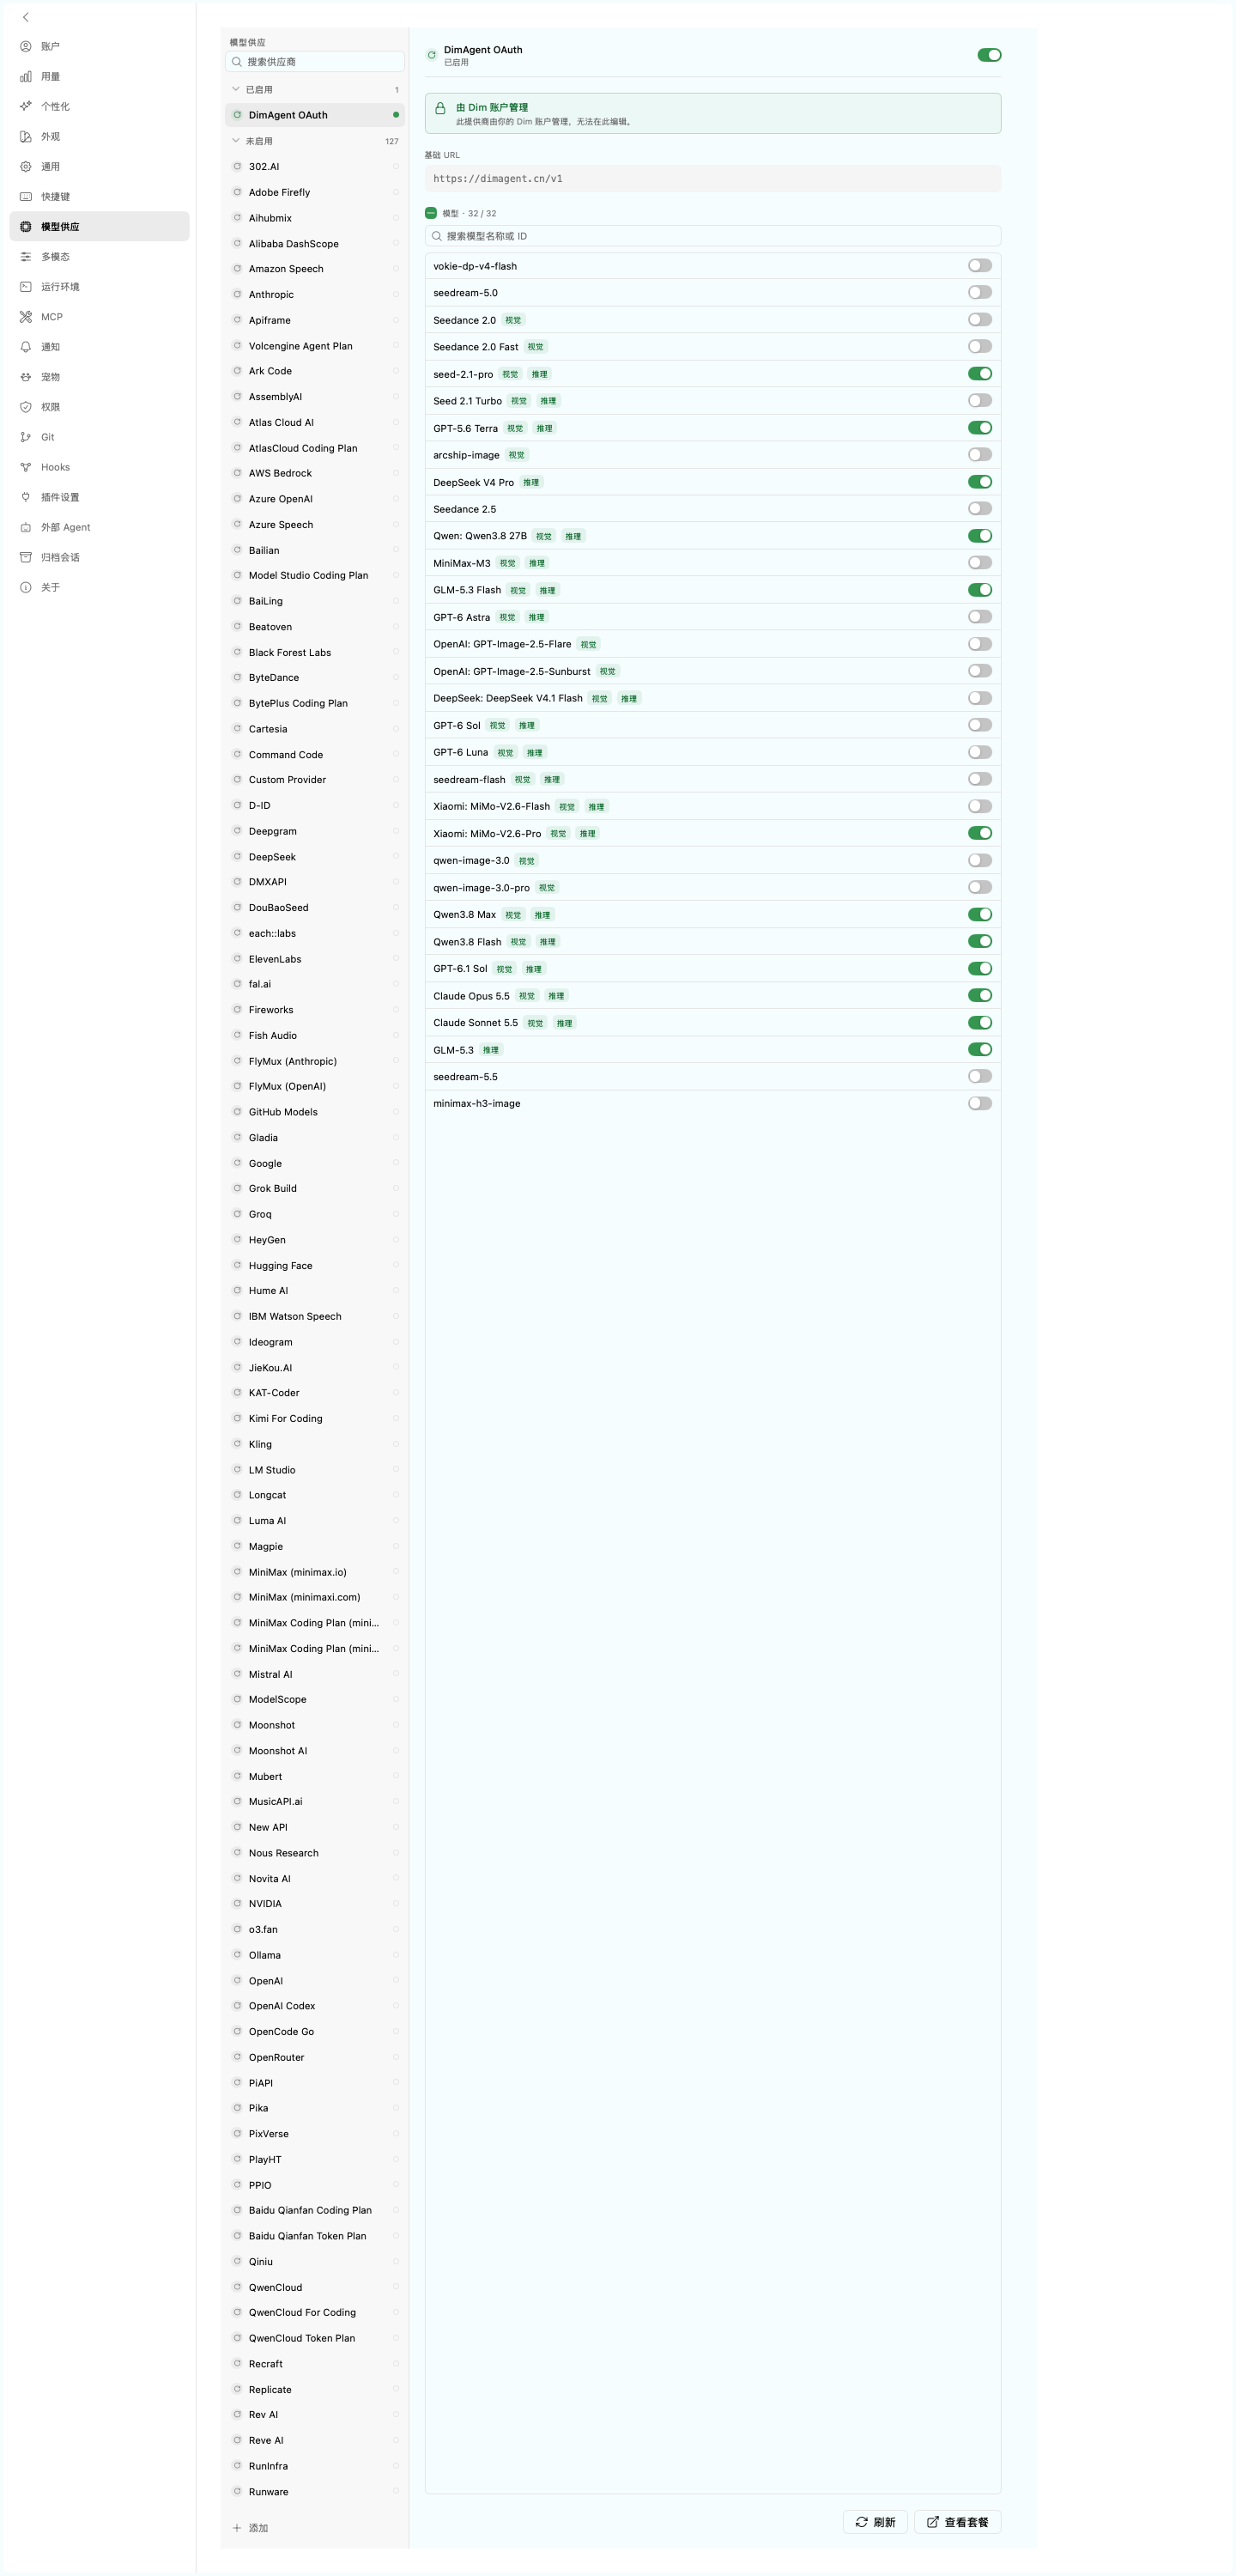 账户
用量
个性化
外观
通用
快捷键
模型供应
多模态
运行环境
MCP
通知
宠物
权限
Git
Hooks
插件设置
外部 Agent
归档会话
关于
模型供应
搜索供应商
已启用 1
DimAgent OAuth
未启用 127
302.AI
Adobe Firefly
Aihubmix
Alibaba DashScope
Amazon Speech
Anthropic
Apiframe
Volcengine Agent Plan
Ark Code
AssemblyAI
Atlas Cloud AI
AtlasCloud Coding Plan
AWS Bedrock
Azure OpenAI
Azure Speech
Bailian
Model Studio Coding Plan
BaiLing
Beatoven
Black Forest Labs
ByteDance
BytePlus Coding Plan
Cartesia
Command Code
Custom Provider
D-ID
Deepgram
DeepSeek
DMXAPI
DouBaoSeed
each::labs
ElevenLabs
fal.ai
Fireworks
Fish Audio
FlyMux (Anthropic)
FlyMux (OpenAI)
GitHub Models
Gladia
Google
Grok Build
Groq
HeyGen
Hugging Face
Hume AI
IBM Watson Speech
Ideogram
JieKou.AI
KAT-Coder
Kimi For Coding
Kling
LM Studio
Longcat
Luma AI
Magpie
MiniMax (minimax.io)
MiniMax (minimaxi.com)
MiniMax Coding Plan (mini...
MiniMax Coding Plan (mini...
Mistral AI
ModelScope
Moonshot
Moonshot AI
Mubert
MusicAPI.ai
New API
Nous Research
Novita AI
NVIDIA
o3.fan
Ollama
OpenAI
OpenAI Codex
OpenCode Go
OpenRouter
PiAPI
Pika
PixVerse
PlayHT
PPIO
Baidu Qianfan Coding Plan
Baidu Qianfan Token Plan
Qiniu
QwenCloud
QwenCloud For Coding
QwenCloud Token Plan
Recraft
Replicate
Rev AI
Reve AI
RunInfra
Runware
添加
DimAgent OAuth
已启用
由 Dim 账户管理
此提供商由你的 Dim 账户管理，无法在此编辑。
基础 URL
https://dimagent.cn/v1
模型 · 32 / 32
搜索模型名称或 ID
vokie-dp-v4-flash
seedream-5.0
Seedance 2.0 视觉
Seedance 2.0 Fast 视觉
seed-2.1-pro 视觉 推理
Seed 2.1 Turbo 视觉 推理
GPT-5.6 Terra 视觉 推理
arcship-image 视觉
DeepSeek V4 Pro 推理
Seedance 2.5
Qwen: Qwen3.8 27B 视觉 推理
MiniMax-M3 视觉 推理
GLM-5.3 Flash 视觉 推理
GPT-6 Astra 视觉 推理
OpenAI: GPT-Image-2.5-Flare 视觉
OpenAI: GPT-Image-2.5-Sunburst 视觉
DeepSeek: DeepSeek V4.1 Flash 视觉 推理
GPT-6 Sol 视觉 推理
GPT-6 Luna 视觉 推理
seedream-flash 视觉 推理
Xiaomi: MiMo-V2.6-Flash 视觉 推理
Xiaomi: MiMo-V2.6-Pro 视觉 推理
qwen-image-3.0 视觉
qwen-image-3.0-pro 视觉
Qwen3.8 Max 视觉 推理
Qwen3.8 Flash 视觉 推理
GPT-6.1 Sol 视觉 推理
Claude Opus 5.5 视觉 推理
Claude Sonnet 5.5 视觉 推理
GLM-5.3 推理
seedream-5.5
minimax-h3-image
刷新
查看套餐